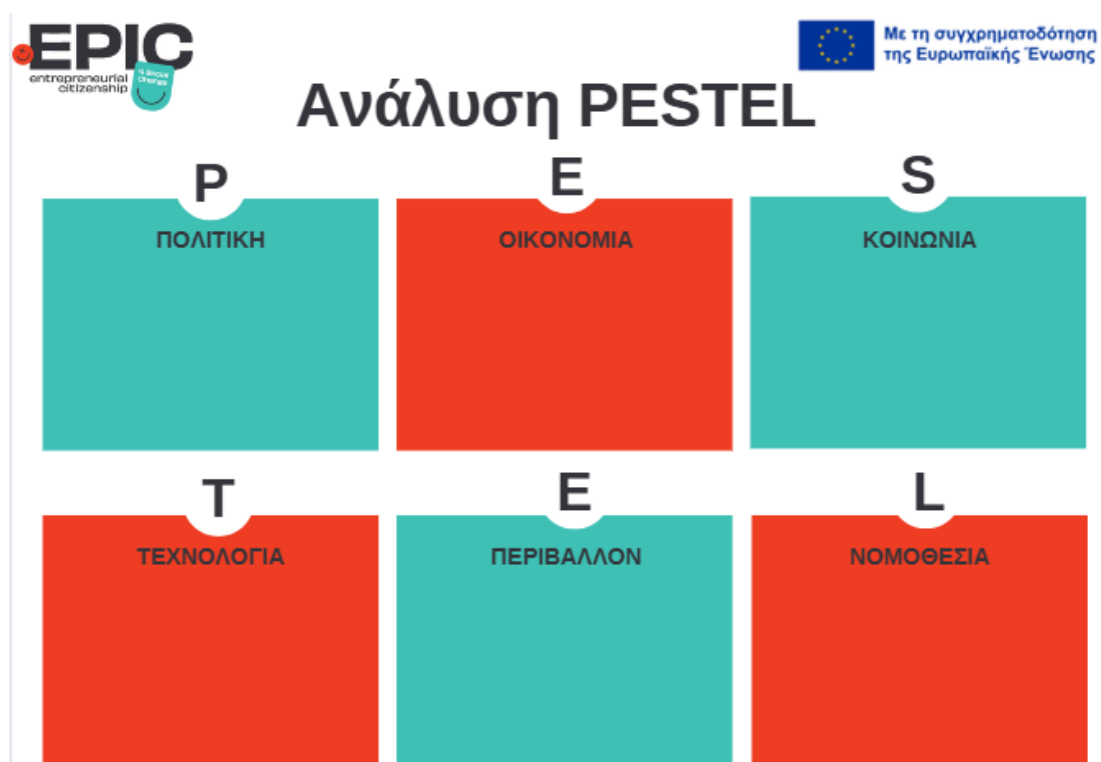 EPIC
entrepreneurial
citizenship
Με τη συγχρηματοδότηση
της Ευρωπαϊκής Ένωσης
Ανάλυση PESTEL
P
E
S
ΠΟΛΙΤΙΚΗ
ΟΙΚΟΝΟΜΙΑ
ΚΟΙΝΩΝΙΑ
T
E
L
ΤΕΧΝΟΛΟΓΙΑ
ΠΕΡΙΒΑΛΛΟΝ
ΝΟΜΟΘΕΣΙΑ